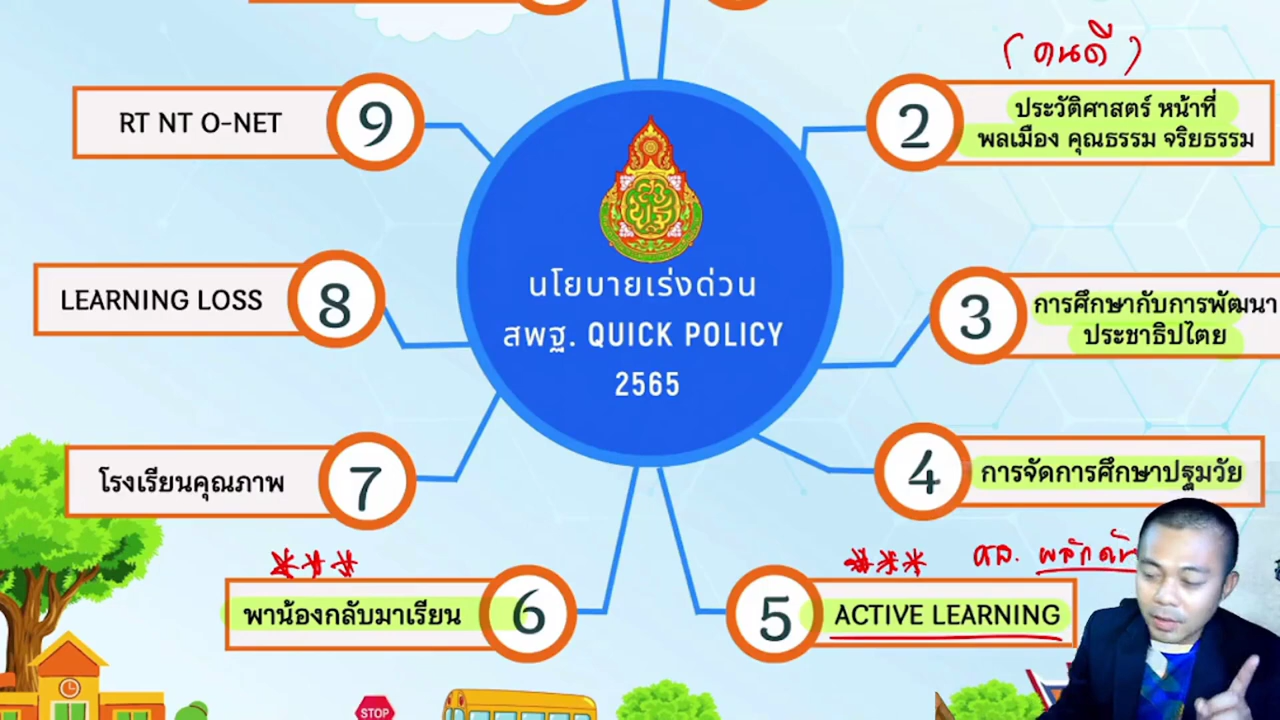 (คนดี)
2
ประวัติศาสตร์ หน้าที่
พลเมือง คุณธรรม จริยธรรม
9
RT NT O-NET
นโยบายเร่งด่วน
สพฐ. QUICK POLICY
2565
3
การศึกษากับการพัฒนา
ประชาธิปไตย
8
LEARNING LOSS
4
การจัดการศึกษาปฐมวัย
7
โรงเรียนคุณภาพ
*** ศส. ผลักดัน
5
ACTIVE LEARNING
***
6
พาน้องกลับมาเรียน
STOP